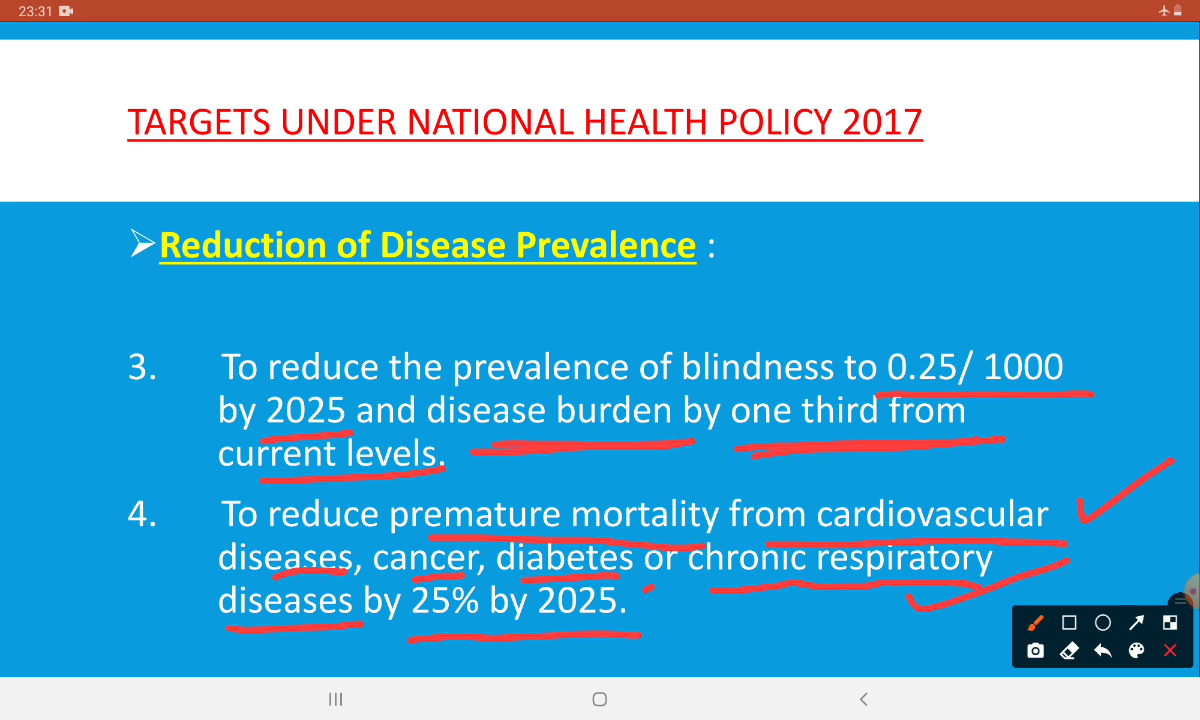 23:31
TARGETS UNDER NATIONAL HEALTH POLICY 2017
Reduction of Disease Prevalence :
3. To reduce the prevalence of blindness to 0.25/ 1000
by 2025 and disease burden by one third from
current levels.
4. To reduce premature mortality from cardiovascular
diseases, cancer, diabetes or chronic respiratory
diseases by 25% by 2025.